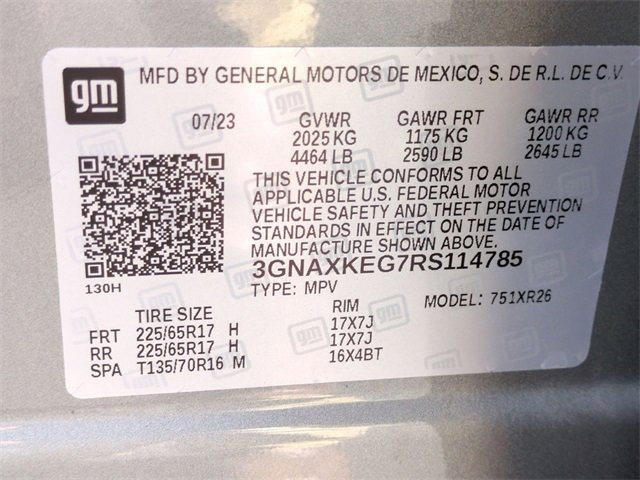 gm MFD BY GENERAL MOTORS DE MEXICO, S. DE R.L. DE C.V.
07/23 GVWR GAWR FRT GAWR RR
2025 KG 1175 KG 1200 KG
4464 LB 2590 LB 2645 LB
THIS VEHICLE CONFORMS TO ALL
APPLICABLE U.S. FEDERAL MOTOR
VEHICLE SAFETY AND THEFT PREVENTION
STANDARDS IN EFFECT ON THE DATE OF
MANUFACTURE SHOWN ABOVE.
3GNAXKEG7RS114785
130H TYPE: MPV MODEL: 751XR26
TIRE SIZE RIM
FRT 225/65R17 H 17X7J
RR 225/65R17 H 17X7J
SPA T135/70R16 M 16X4BT